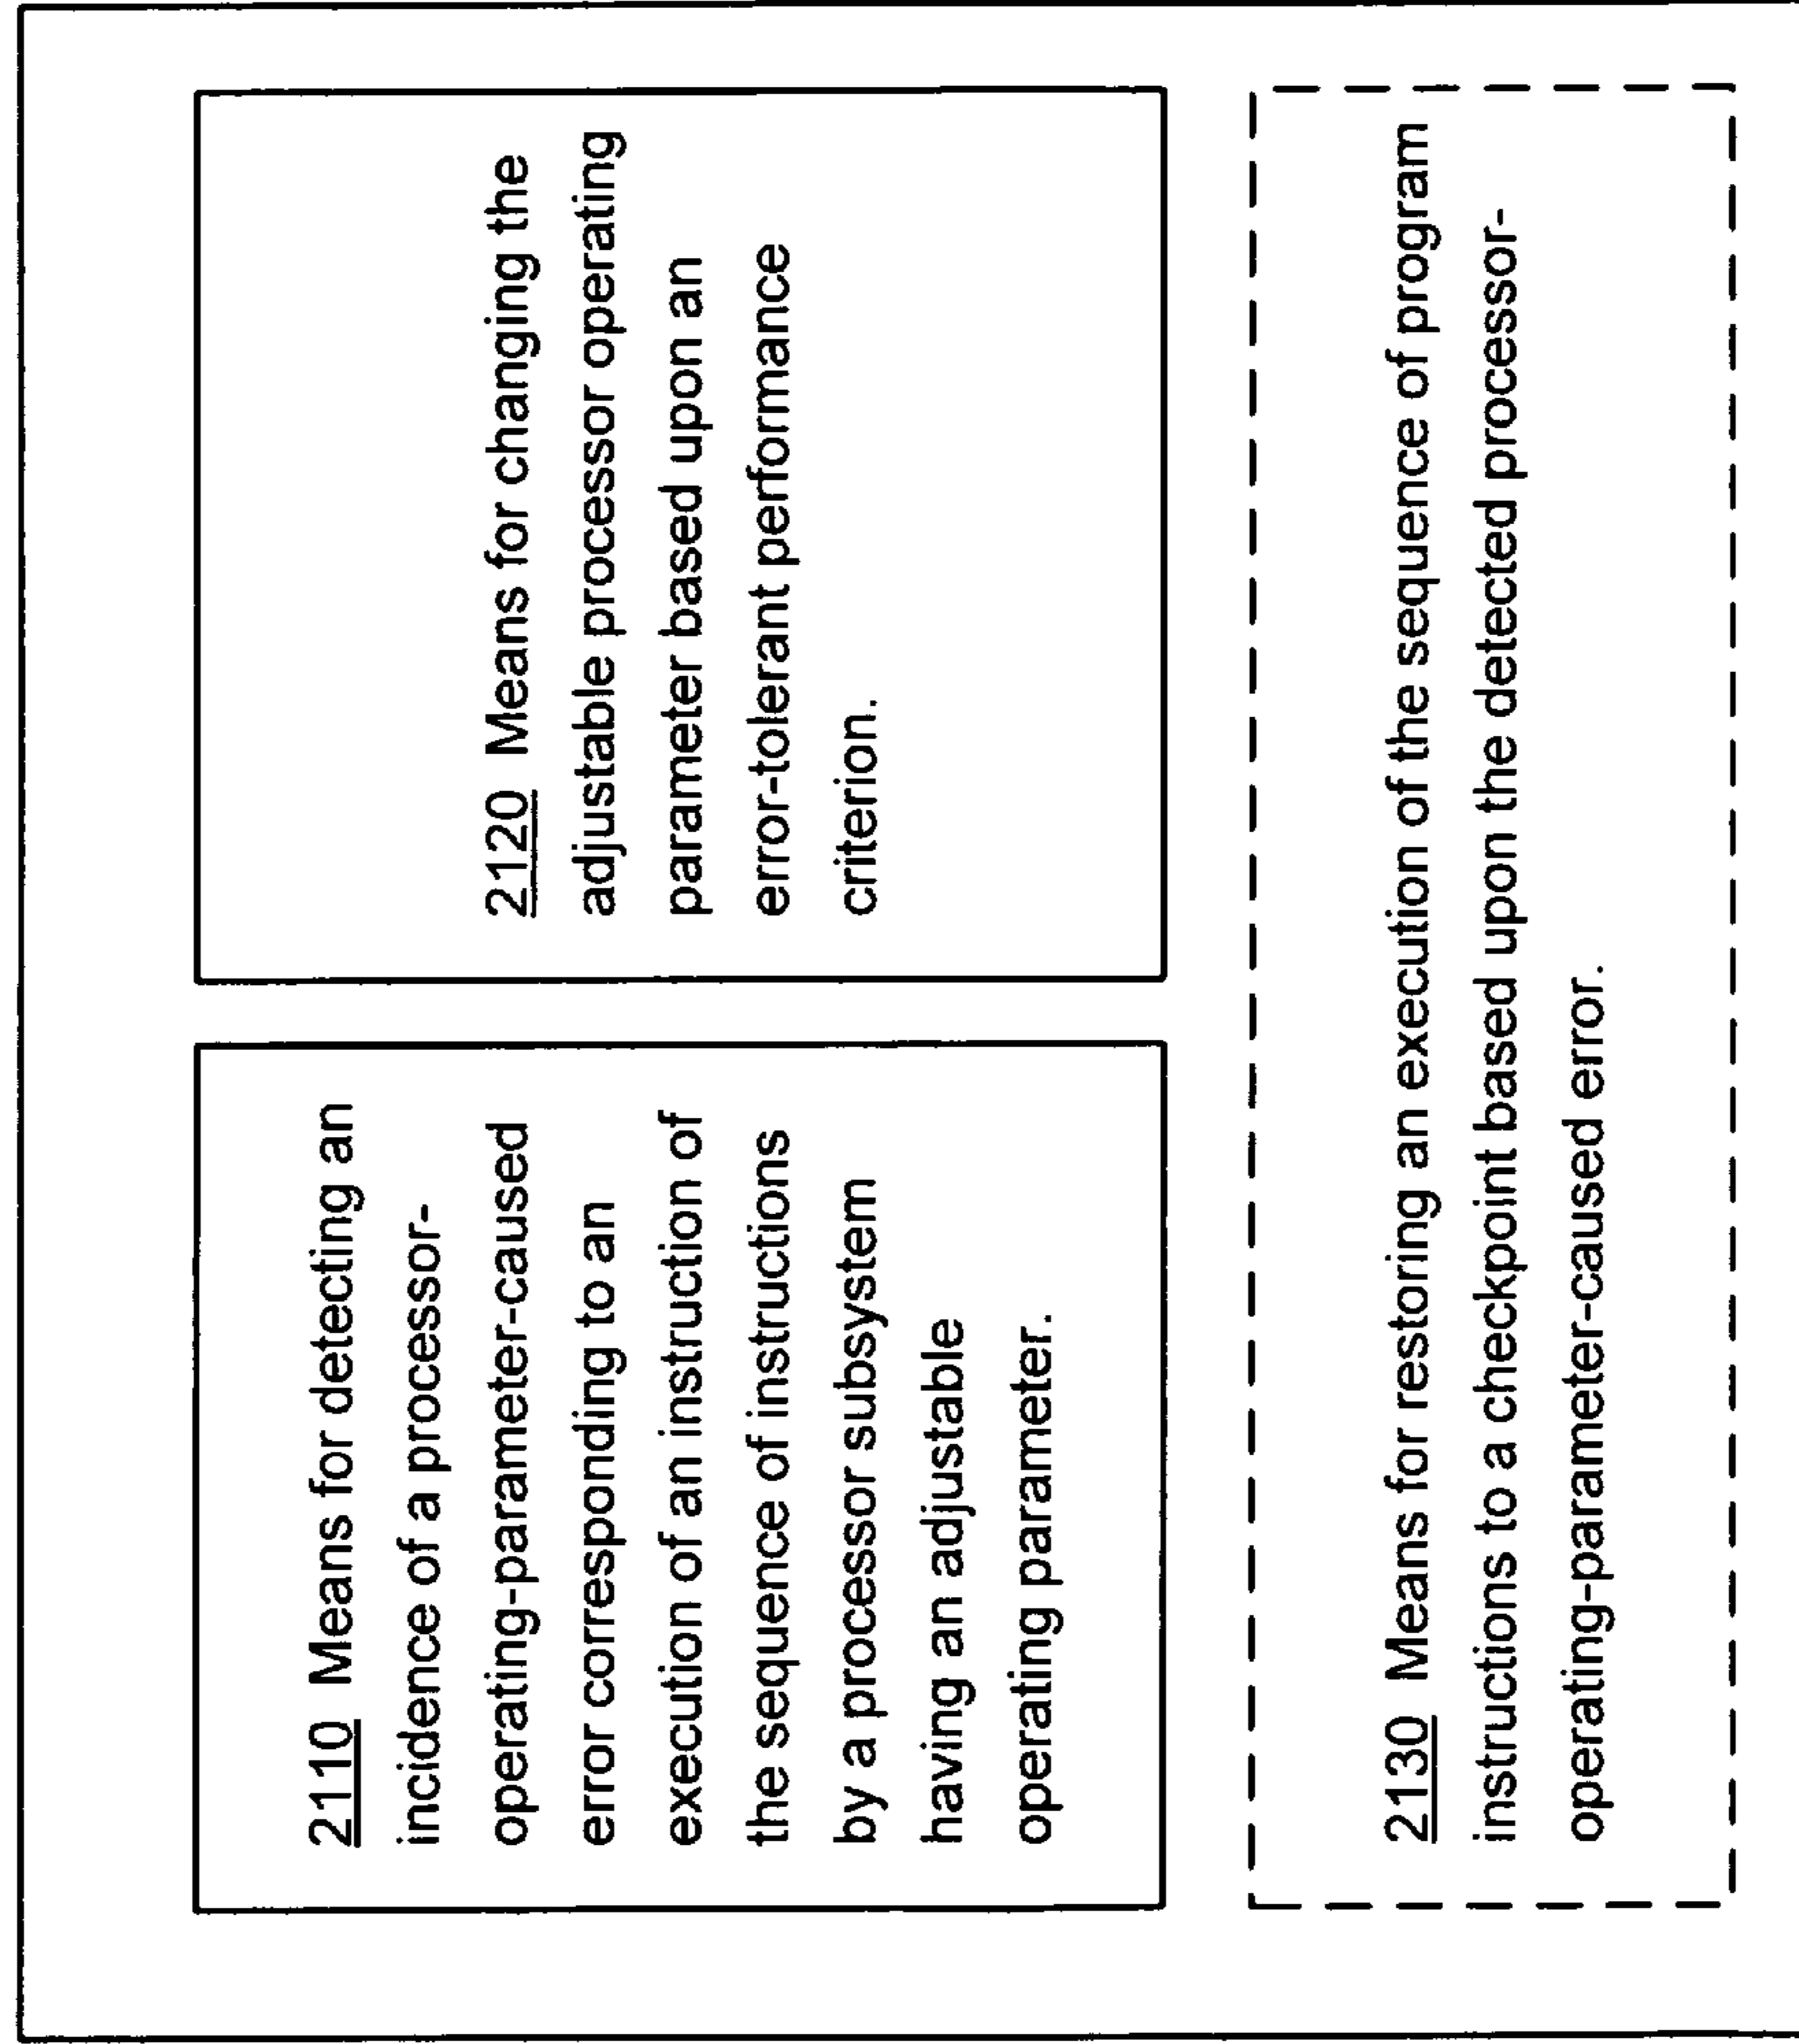 2110 Means for detecting an
incidence of a processor-
operating-parameter-caused
error corresponding to an
execution of an instruction of
the sequence of instructions
by a processor subsystem
having an adjustable
operating parameter.
2120 Means for changing the
adjustable processor operating
parameter based upon an
error-tolerant performance
criterion.
2130 Means for restoring an execution of the sequence of program
instructions to a checkpoint based upon the detected processor-
operating-parameter-caused error.